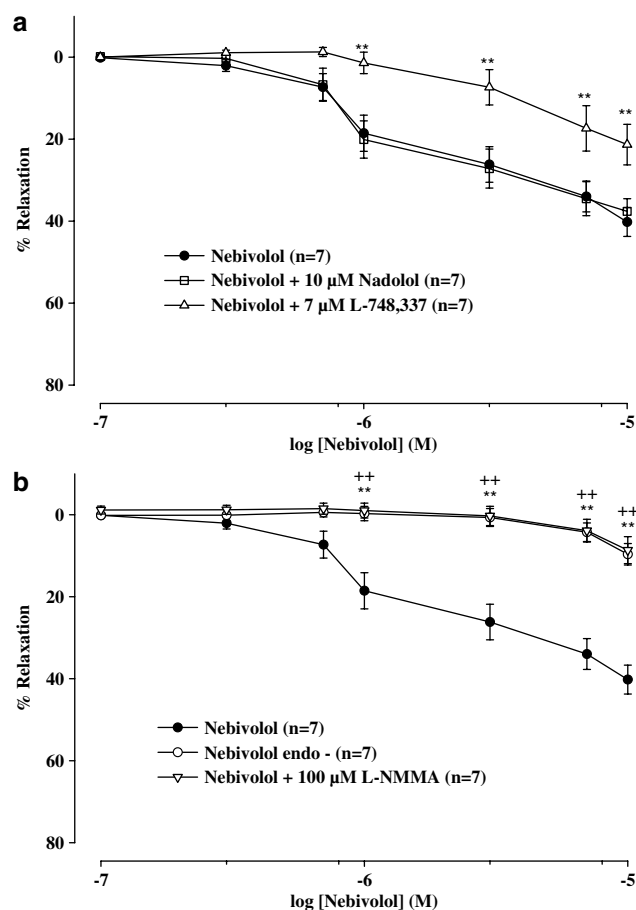 a
0
20
40
60
80
% Relaxation
**
**
**
**
Nebivolol (n=7)
Nebivolol + 10 µM Nadolol (n=7)
Nebivolol + 7 µM L-748,337 (n=7)
-7
-6
-5
log [Nebivolol] (M)
b
0
20
40
60
80
% Relaxation
++
**
++
**
++
**
++
**
Nebivolol (n=7)
Nebivolol endo - (n=7)
Nebivolol + 100 µM L-NMMA (n=7)
-7
-6
-5
log [Nebivolol] (M)